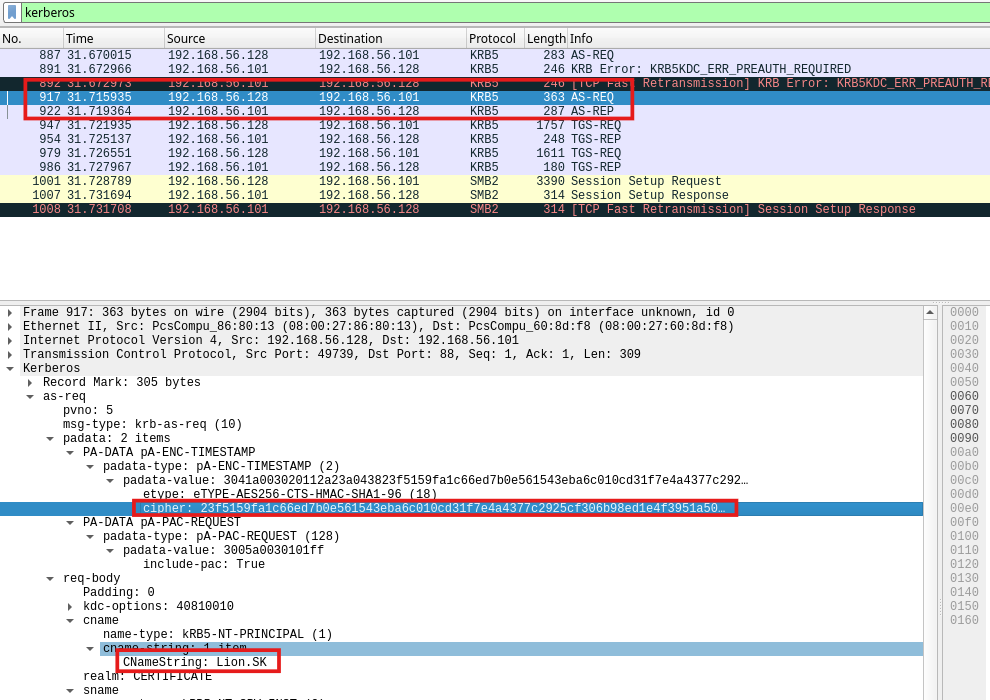 kerberos
No. Time Source Destination Protocol Length Info
887 31.670015 192.168.56.128 192.168.56.101 KRB5 283 AS-REQ
891 31.672966 192.168.56.101 192.168.56.128 KRB5 246 KRB Error: KRB5KDC_ERR_PREAUTH_REQUIRED
892 31.672973 192.168.56.101 192.168.56.128 KRB5 246 [TCP Fast Retransmission] KRB Error: KRB5KDC_ERR_PREAUTH_R
917 31.715935 192.168.56.128 192.168.56.101 KRB5 363 AS-REQ
922 31.719364 192.168.56.101 192.168.56.128 KRB5 287 AS-REP
947 31.721935 192.168.56.128 192.168.56.101 KRB5 1757 TGS-REQ
954 31.725137 192.168.56.101 192.168.56.128 KRB5 248 TGS-REP
979 31.726551 192.168.56.128 192.168.56.101 KRB5 1611 TGS-REQ
986 31.727967 192.168.56.101 192.168.56.128 KRB5 180 TGS-REP
1001 31.728789 192.168.56.128 192.168.56.101 SMB2 3390 Session Setup Request
1007 31.731694 192.168.56.101 192.168.56.128 SMB2 314 Session Setup Response
1008 31.731708 192.168.56.101 192.168.56.128 SMB2 314 [TCP Fast Retransmission] Session Setup Response
Frame 917: 363 bytes on wire (2904 bits), 363 bytes captured (2904 bits) on interface unknown, id 0
Ethernet II, Src: PcsCompu_86:80:13 (08:00:27:86:80:13), Dst: PcsCompu_60:8d:f8 (08:00:27:60:8d:f8)
Internet Protocol Version 4, Src: 192.168.56.128, Dst: 192.168.56.101
Transmission Control Protocol, Src Port: 49739, Dst Port: 88, Seq: 1, Ack: 1, Len: 309
Kerberos
Record Mark: 305 bytes
as-req
pvno: 5
msg-type: krb-as-req (10)
padata: 2 items
PA-DATA pA-ENC-TIMESTAMP
padata-type: pA-ENC-TIMESTAMP (2)
padata-value: 3041a003020112a23a043823f5159fa1c66ed7b0e561543eba6c010cd31f7e4a4377c292…
etype: eTYPE-AES256-CTS-HMAC-SHA1-96 (18)
cipher: 23f5159fa1c66ed7b0e561543eba6c010cd31f7e4a4377c2925cf306b98ed1e4f3951a50…
PA-DATA pA-PAC-REQUEST
padata-type: pA-PAC-REQUEST (128)
padata-value: 3005a0030101ff
include-pac: True
req-body
Padding: 0
kdc-options: 40810010
cname
name-type: kRB5-NT-PRINCIPAL (1)
cname-string: 1 item
CNameString: Lion.SK
realm: CERTIFICATE
sname
0000
0010
0020
0030
0040
0050
0060
0070
0080
0090
00a0
00b0
00c0
00d0
00e0
00f0
0100
0110
0120
0130
0140
0150
0160